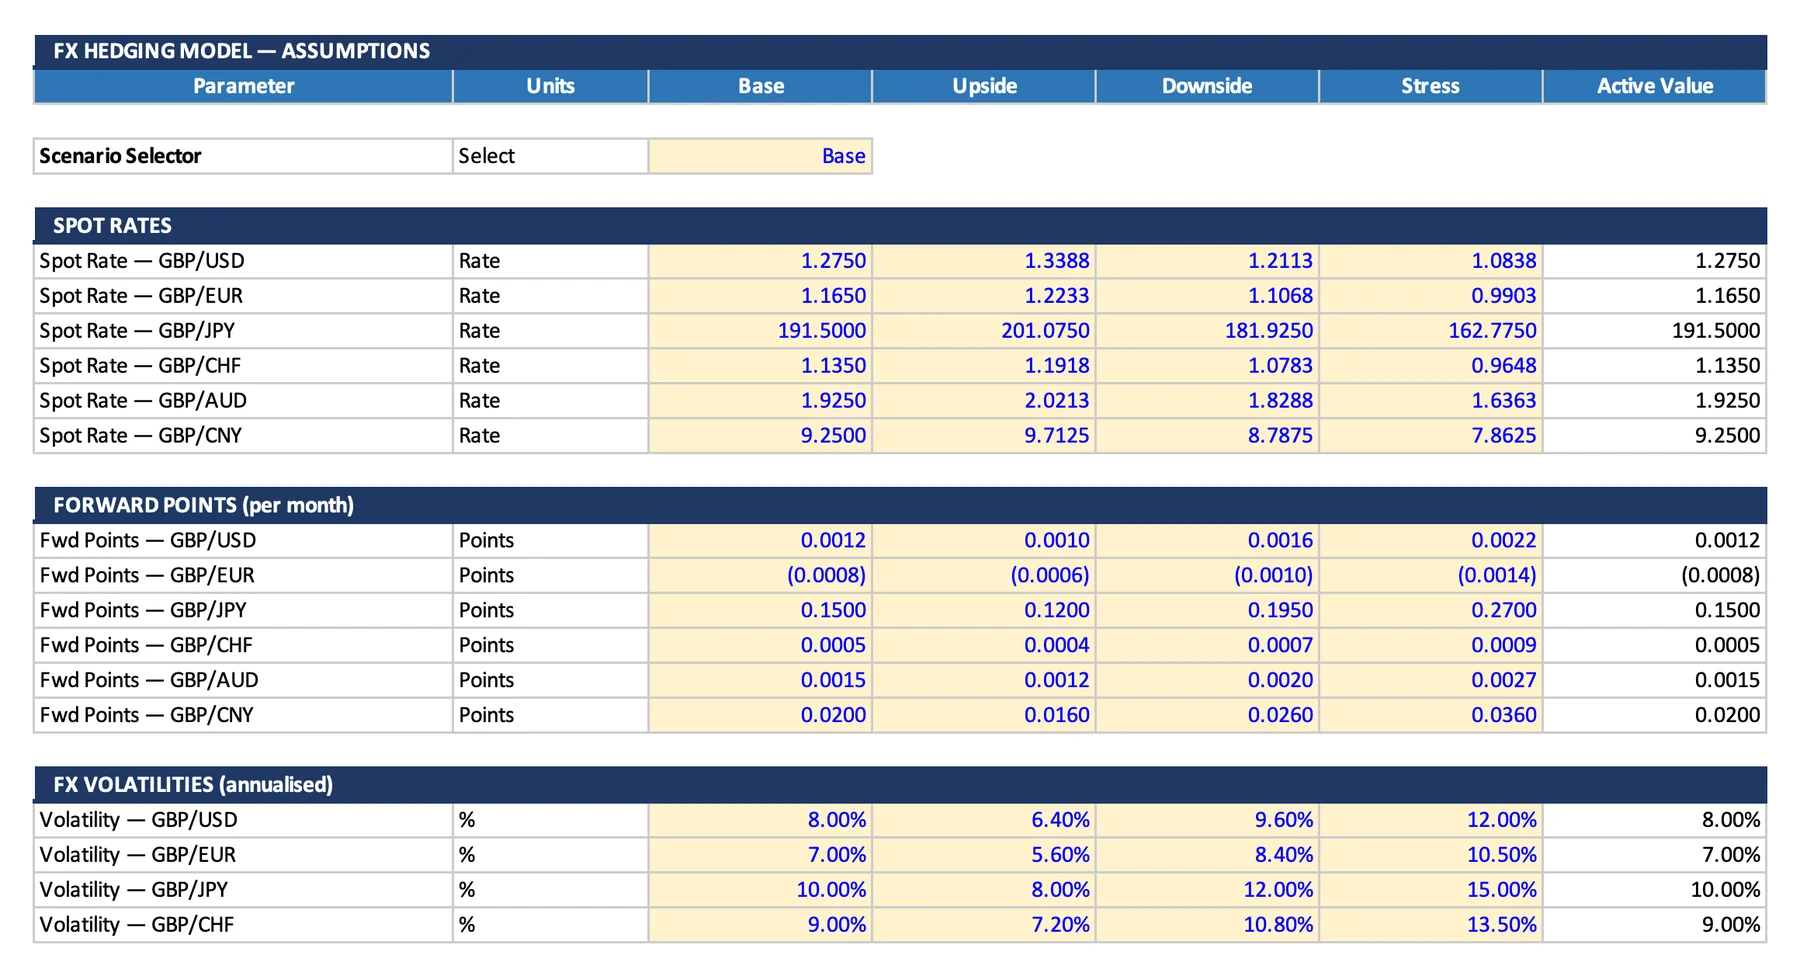 FX HEDGING MODEL — ASSUMPTIONS
Parameter Units Base Upside Downside Stress Active Value
Scenario Selector Select Base
SPOT RATES
Spot Rate — GBP/USD Rate 1.2750 1.3388 1.2113 1.0838 1.2750
Spot Rate — GBP/EUR Rate 1.1650 1.2233 1.1068 0.9903 1.1650
Spot Rate — GBP/JPY Rate 191.5000 201.0750 181.9250 162.7750 191.5000
Spot Rate — GBP/CHF Rate 1.1350 1.1918 1.0783 0.9648 1.1350
Spot Rate — GBP/AUD Rate 1.9250 2.0213 1.8288 1.6363 1.9250
Spot Rate — GBP/CNY Rate 9.2500 9.7125 8.7875 7.8625 9.2500
FORWARD POINTS (per month)
Fwd Points — GBP/USD Points 0.0012 0.0010 0.0016 0.0022 0.0012
Fwd Points — GBP/EUR Points (0.0008) (0.0006) (0.0010) (0.0014) (0.0008)
Fwd Points — GBP/JPY Points 0.1500 0.1200 0.1950 0.2700 0.1500
Fwd Points — GBP/CHF Points 0.0005 0.0004 0.0007 0.0009 0.0005
Fwd Points — GBP/AUD Points 0.0015 0.0012 0.0020 0.0027 0.0015
Fwd Points — GBP/CNY Points 0.0200 0.0160 0.0260 0.0360 0.0200
FX VOLATILITIES (annualised)
Volatility — GBP/USD % 8.00% 6.40% 9.60% 12.00% 8.00%
Volatility — GBP/EUR % 7.00% 5.60% 8.40% 10.50% 7.00%
Volatility — GBP/JPY % 10.00% 8.00% 12.00% 15.00% 10.00%
Volatility — GBP/CHF % 9.00% 7.20% 10.80% 13.50% 9.00%